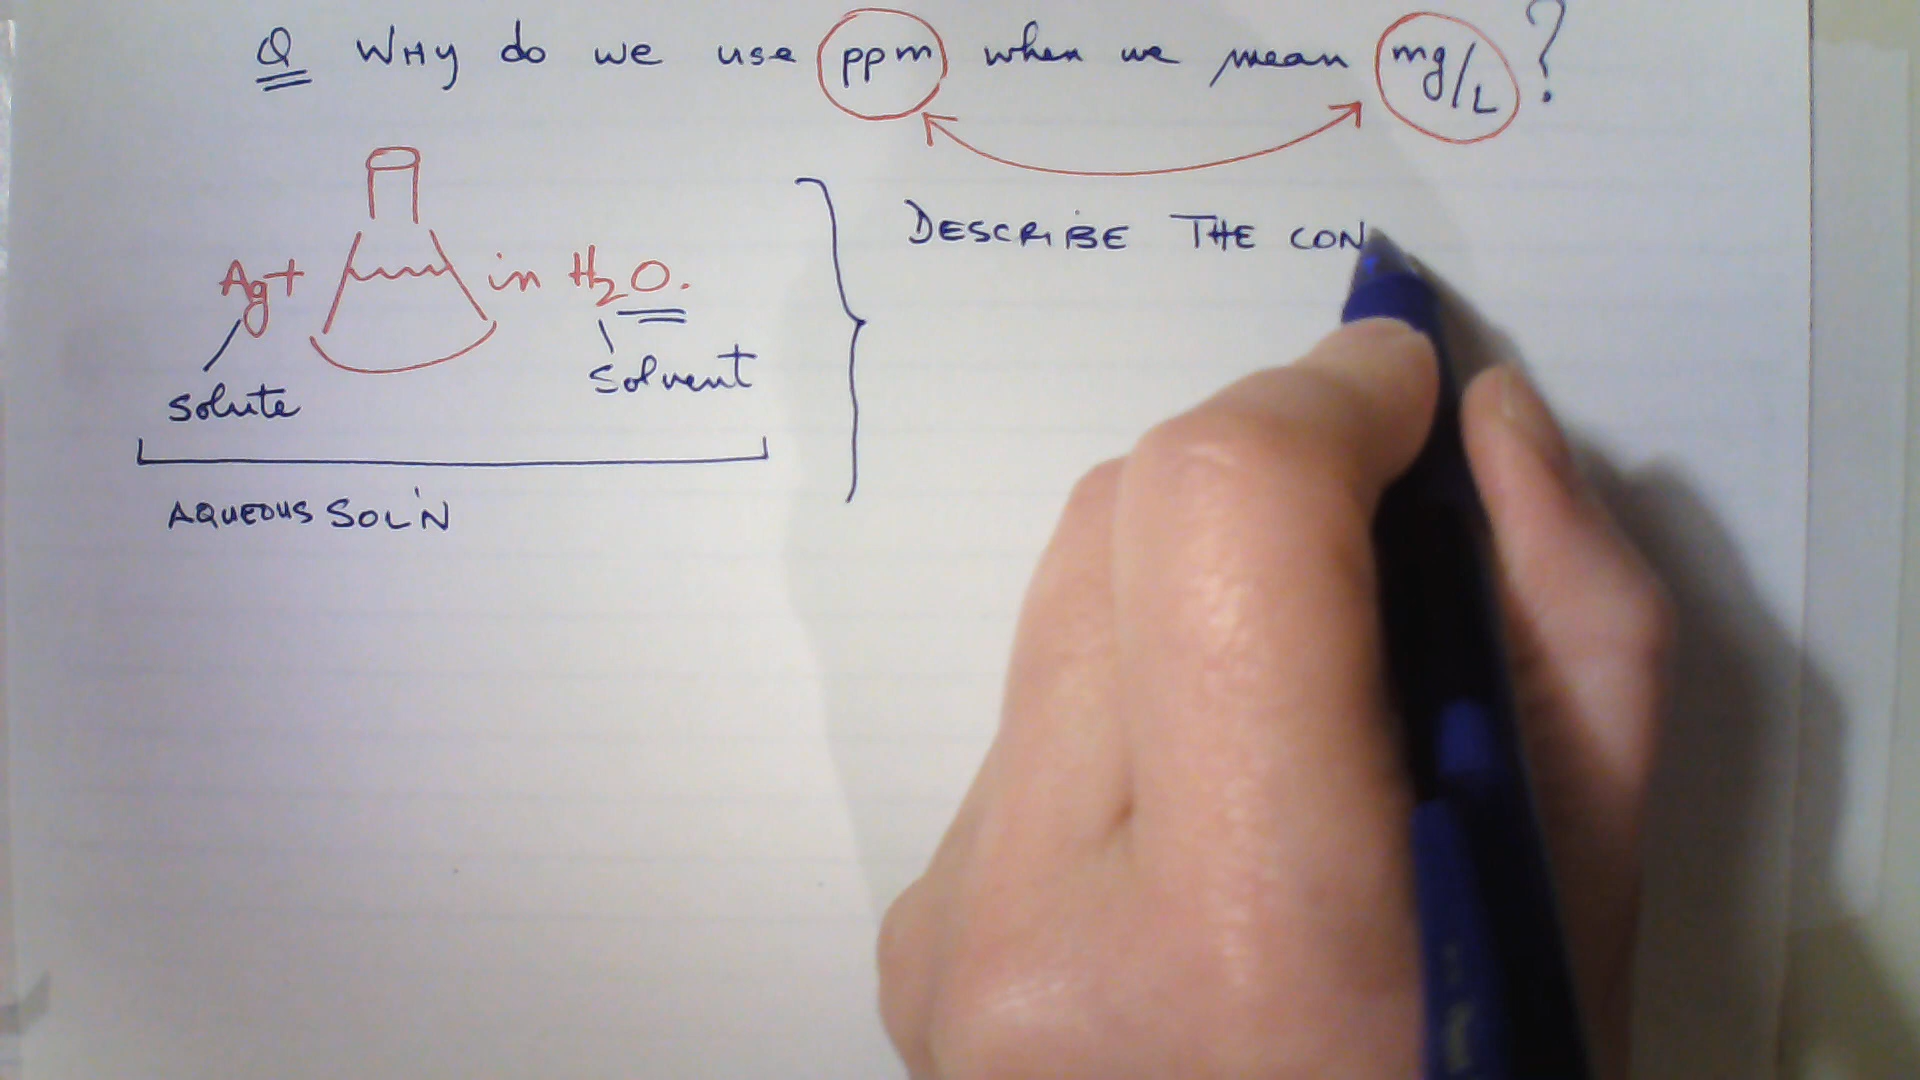 Q WHy do we use ppm when we mean mg/L ?
DESCRIBE THE CON
Ag+ in H2O.
solute solvent
AQUEOUS SOL'N